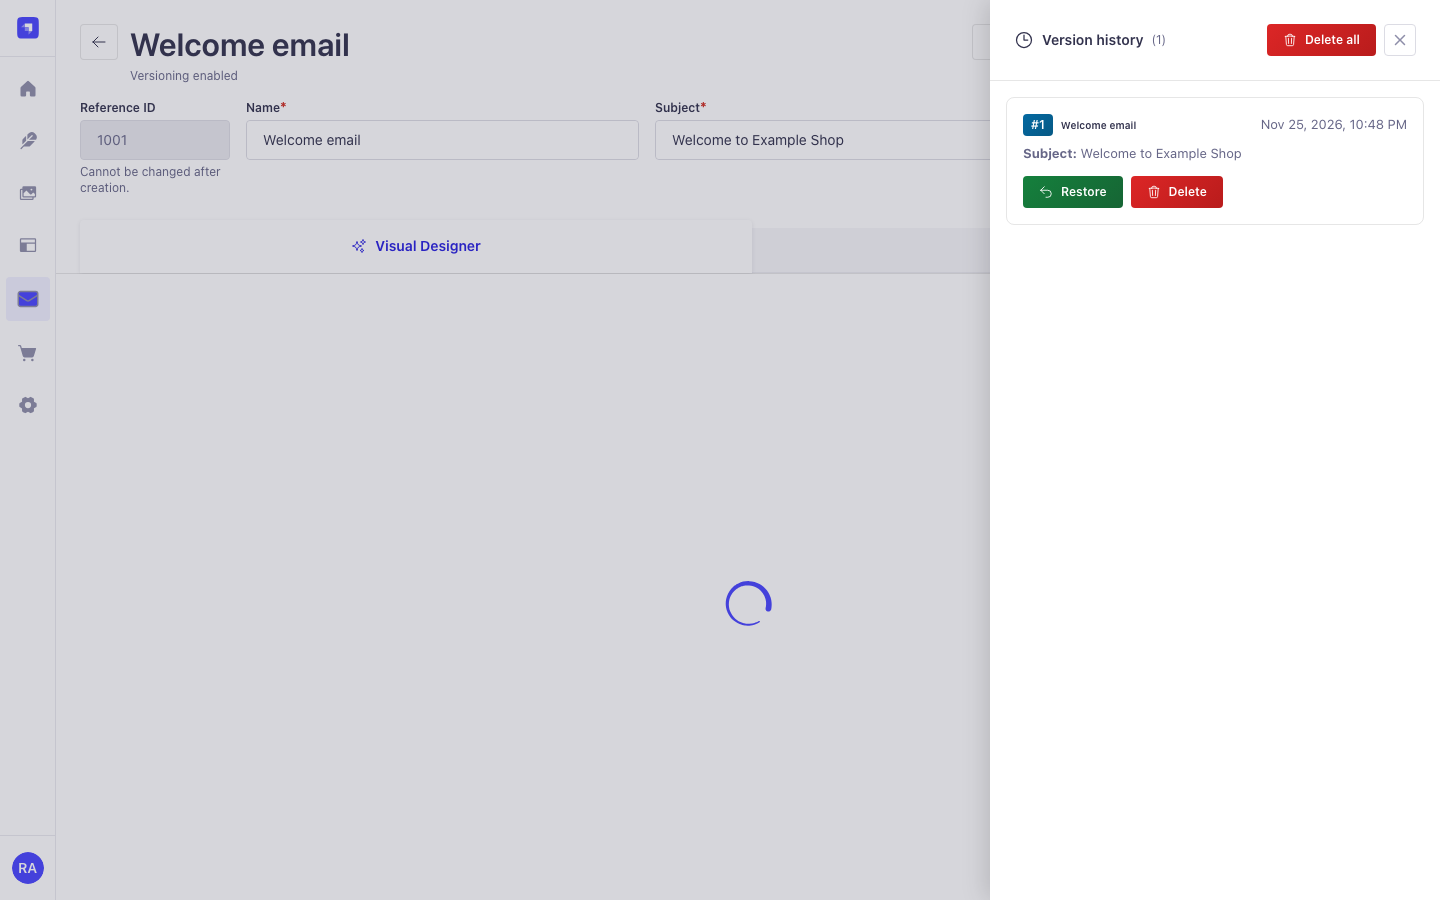 Welcome email
Versioning enabled
Reference ID
1001
Cannot be changed after
creation.
Name*
Welcome email
Subject*
Welcome to Example Shop
Visual Designer
RA
Version history (1)
Delete all
#1 Welcome email Nov 25, 2026, 10:48 PM
Subject: Welcome to Example Shop
Restore Delete